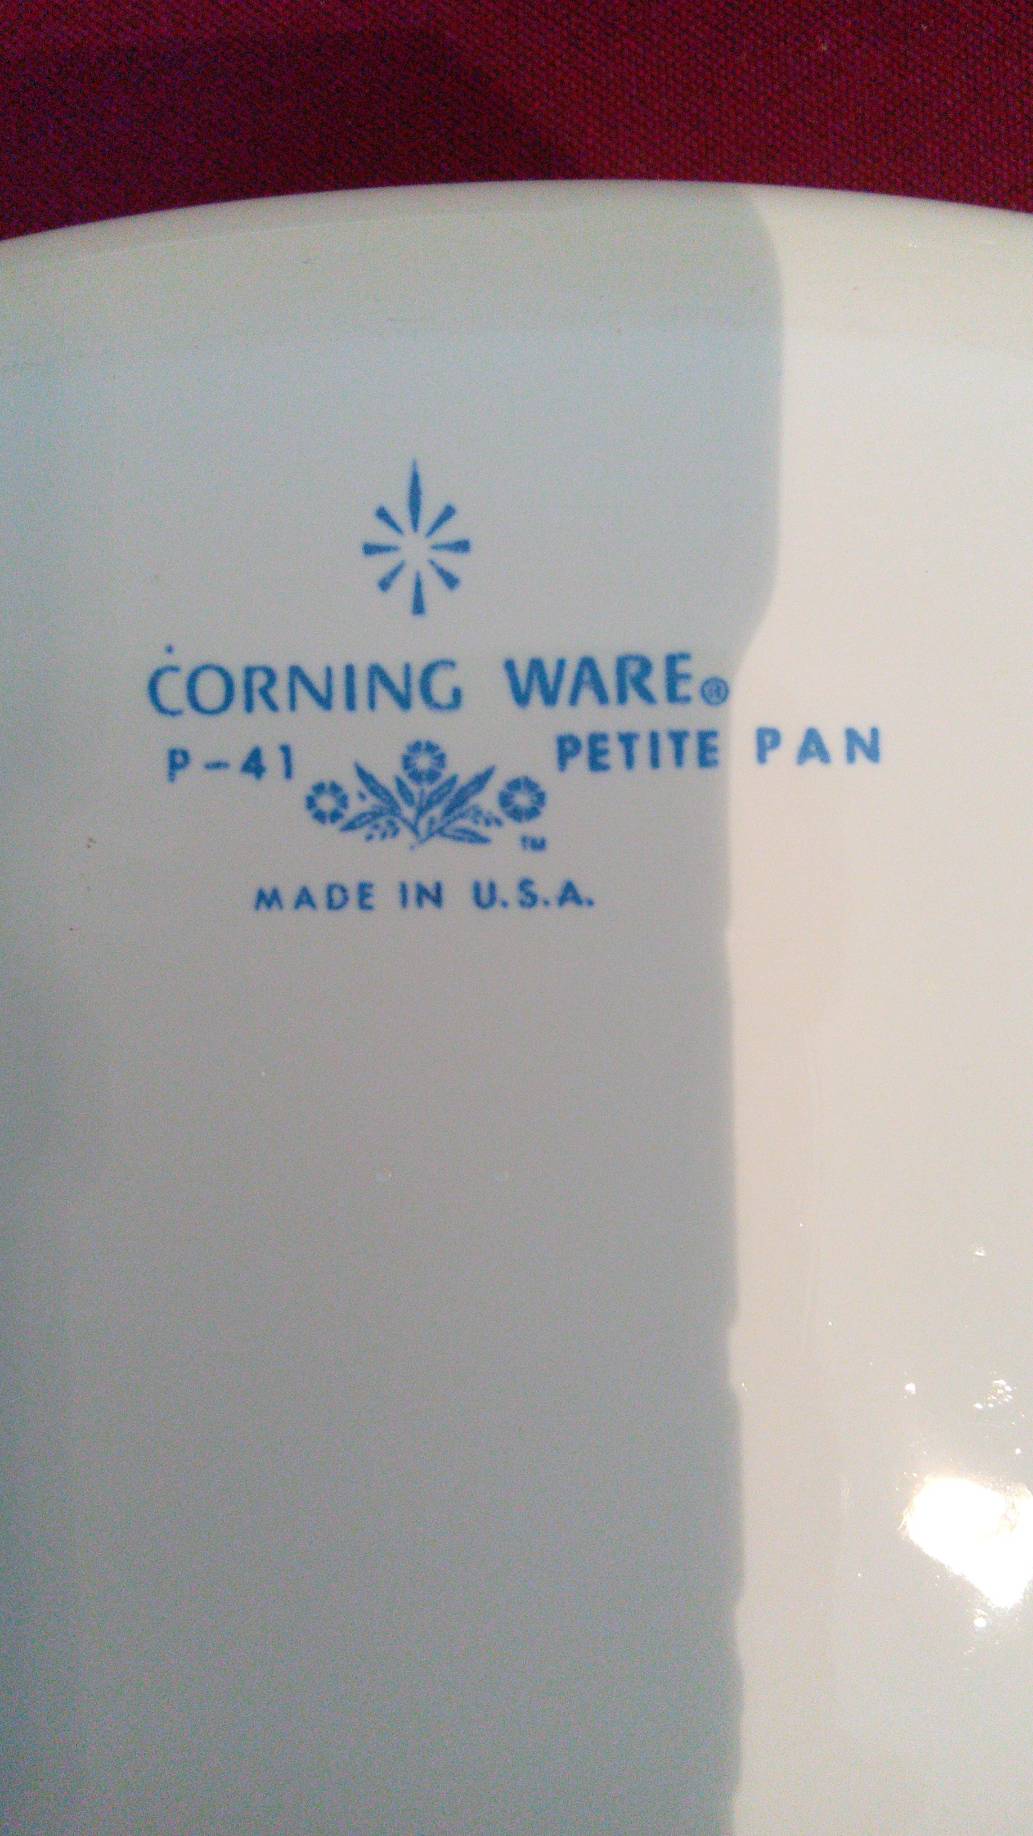 CORNING WARE®
P-41 PETITE PAN
TM
MADE IN U.S.A.